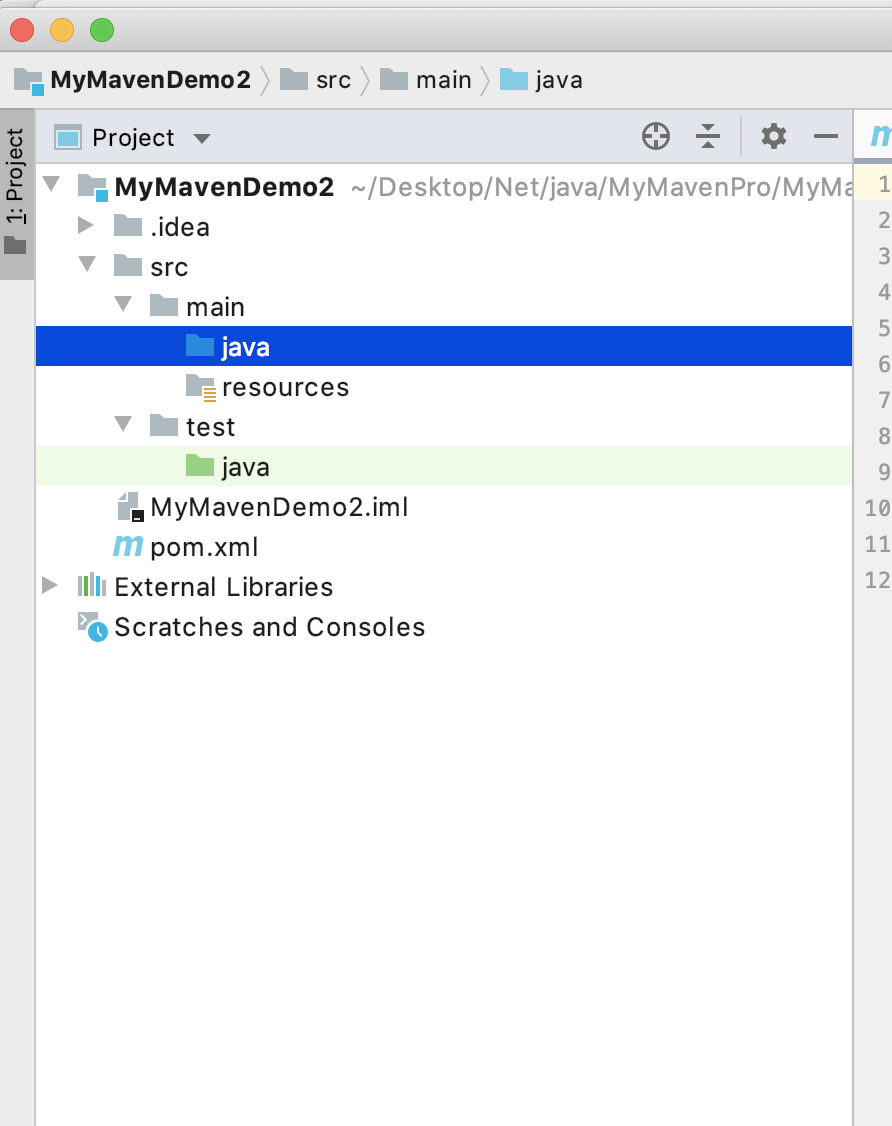 MyMavenDemo2 src main java
1: Project
Project
MyMavenDemo2 ~/Desktop/Net/java/MyMavenPro/MyMa
.idea
src
main
java
resources
test
java
MyMavenDemo2.iml
m pom.xml
External Libraries
Scratches and Consoles
m
1
2
3
4
5
6
7
8
9
10
11
12